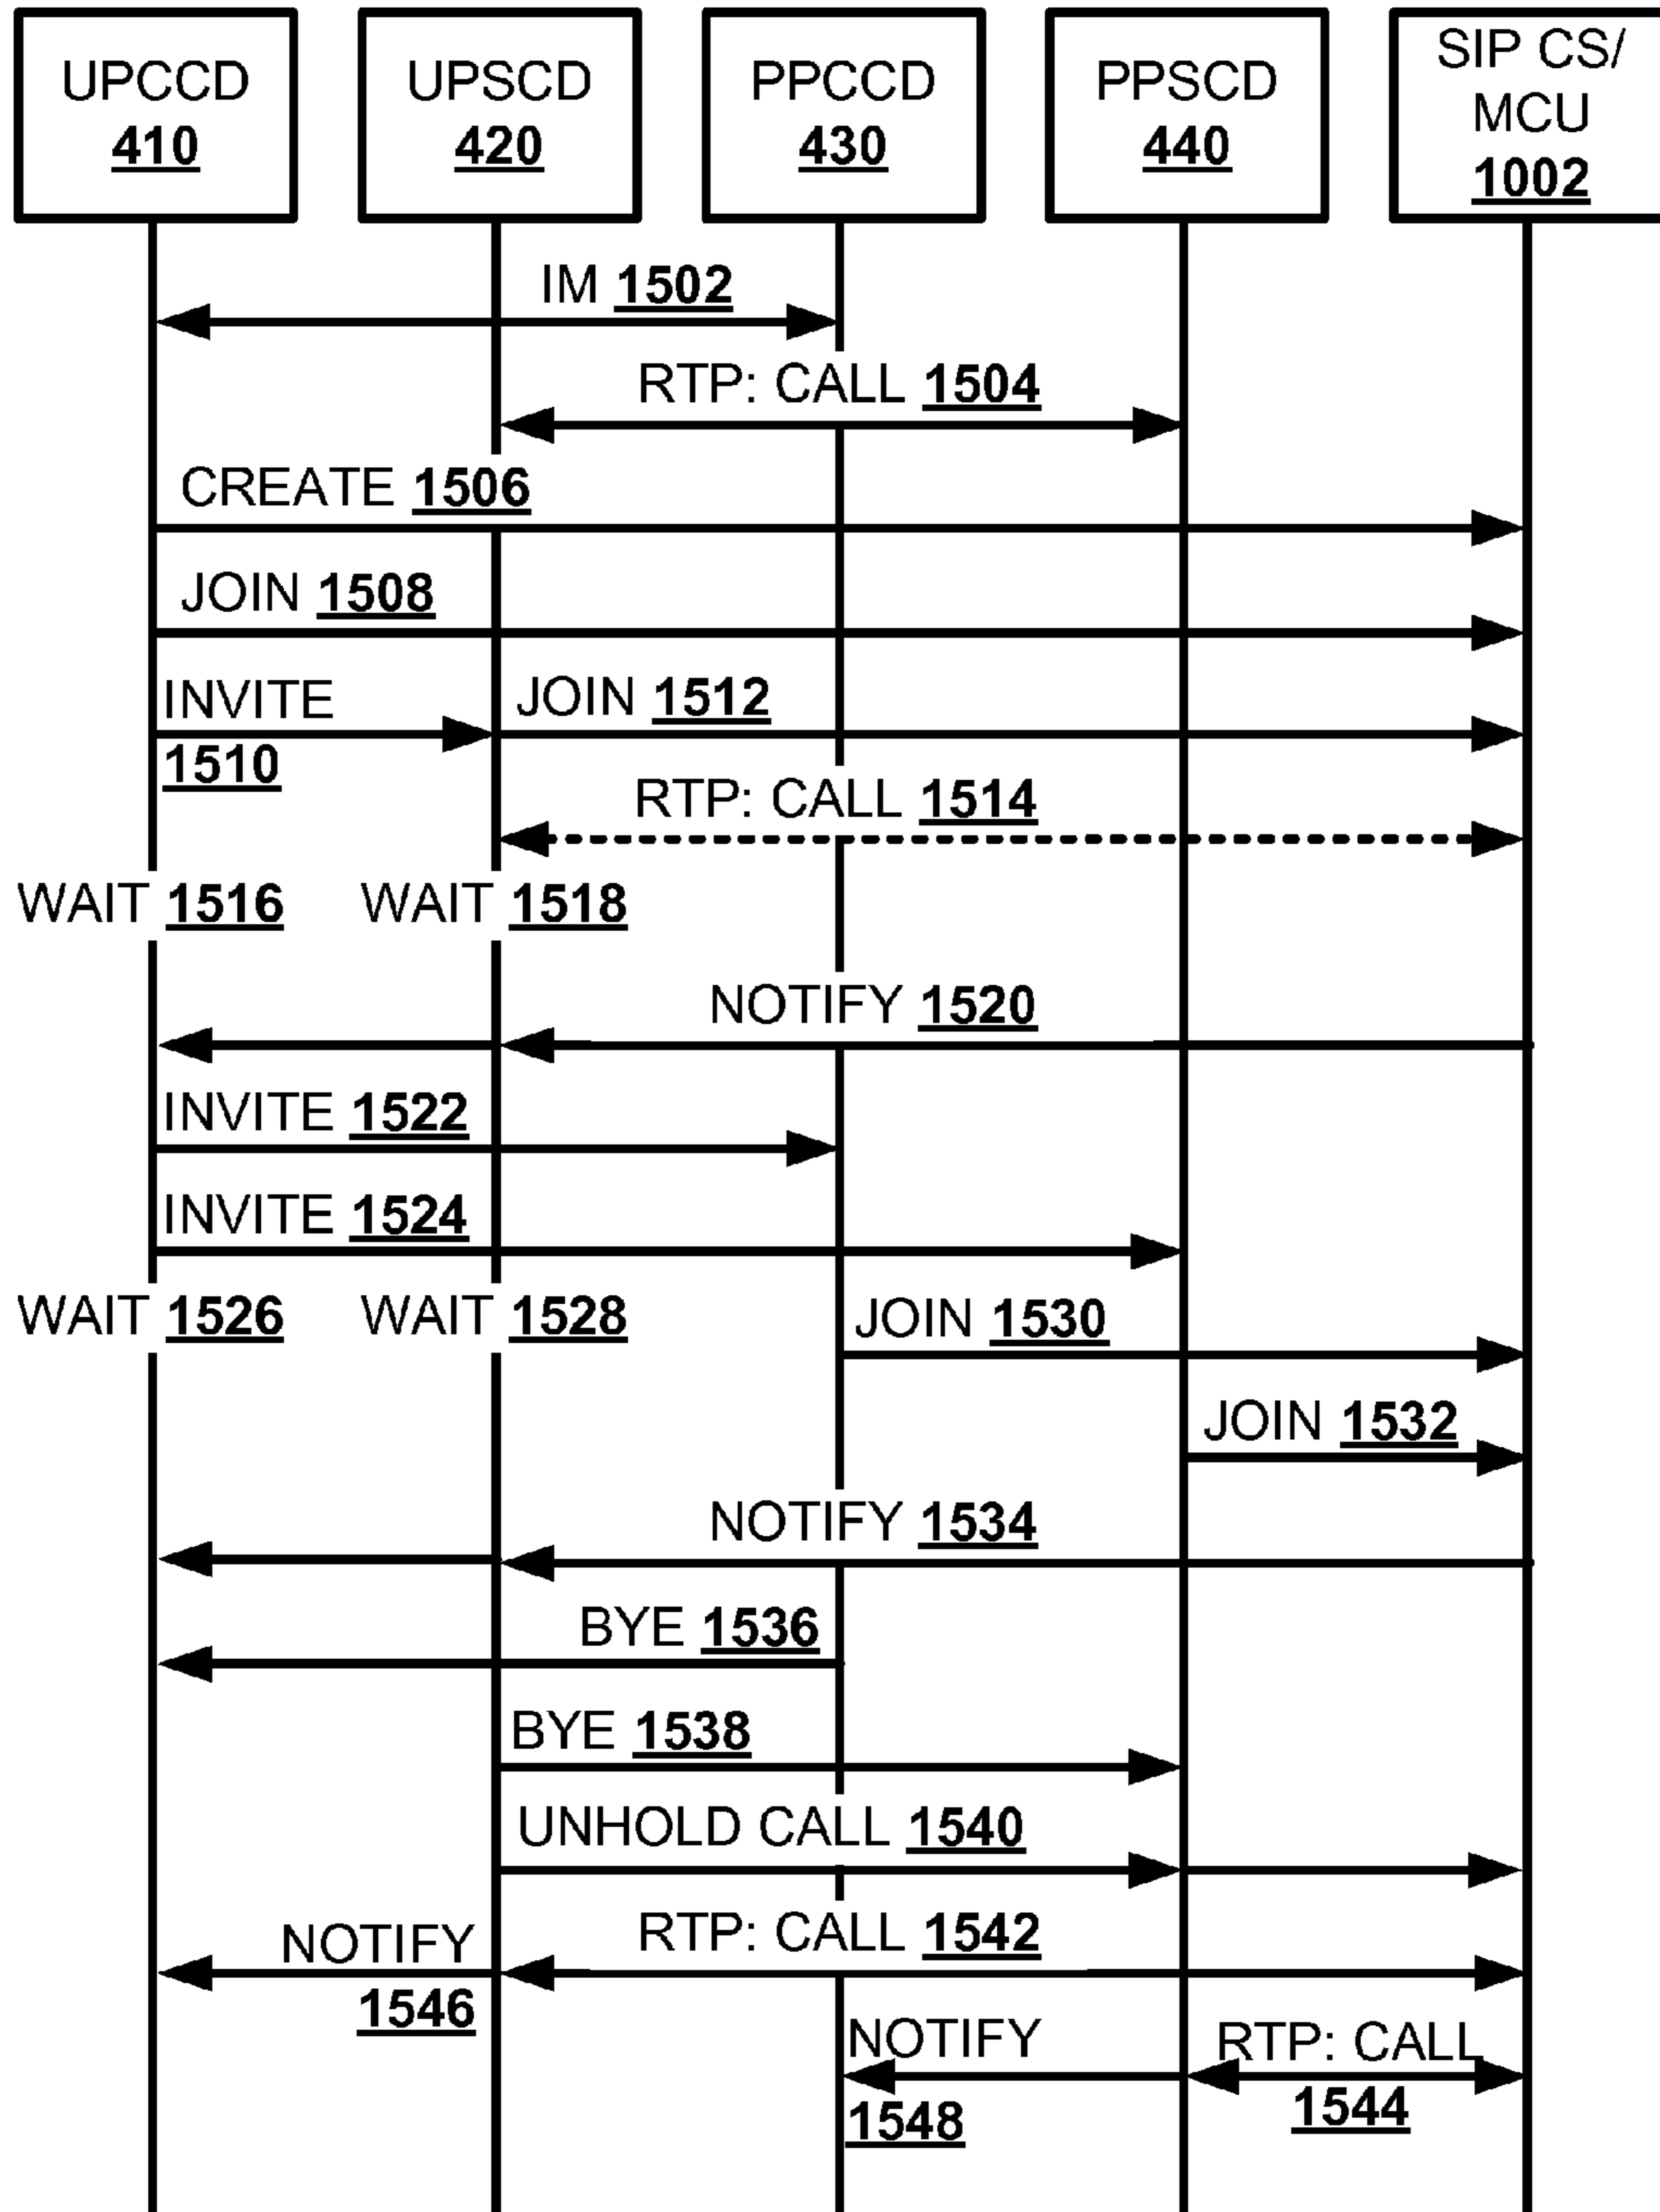 UPCCD
410
UPSCD
420
PPCCD
430
PPSCD
440
SIP CS/
MCU
1002
IM 1502
RTP: CALL 1504
CREATE 1506
JOIN 1508
INVITE
1510
JOIN 1512
RTP: CALL 1514
WAIT 1516
WAIT 1518
NOTIFY 1520
INVITE 1522
INVITE 1524
WAIT 1526
WAIT 1528
JOIN 1530
JOIN 1532
NOTIFY 1534
BYE 1536
BYE 1538
UNHOLD CALL 1540
RTP: CALL 1542
NOTIFY
1546
NOTIFY
1548
RTP: CALL
1544